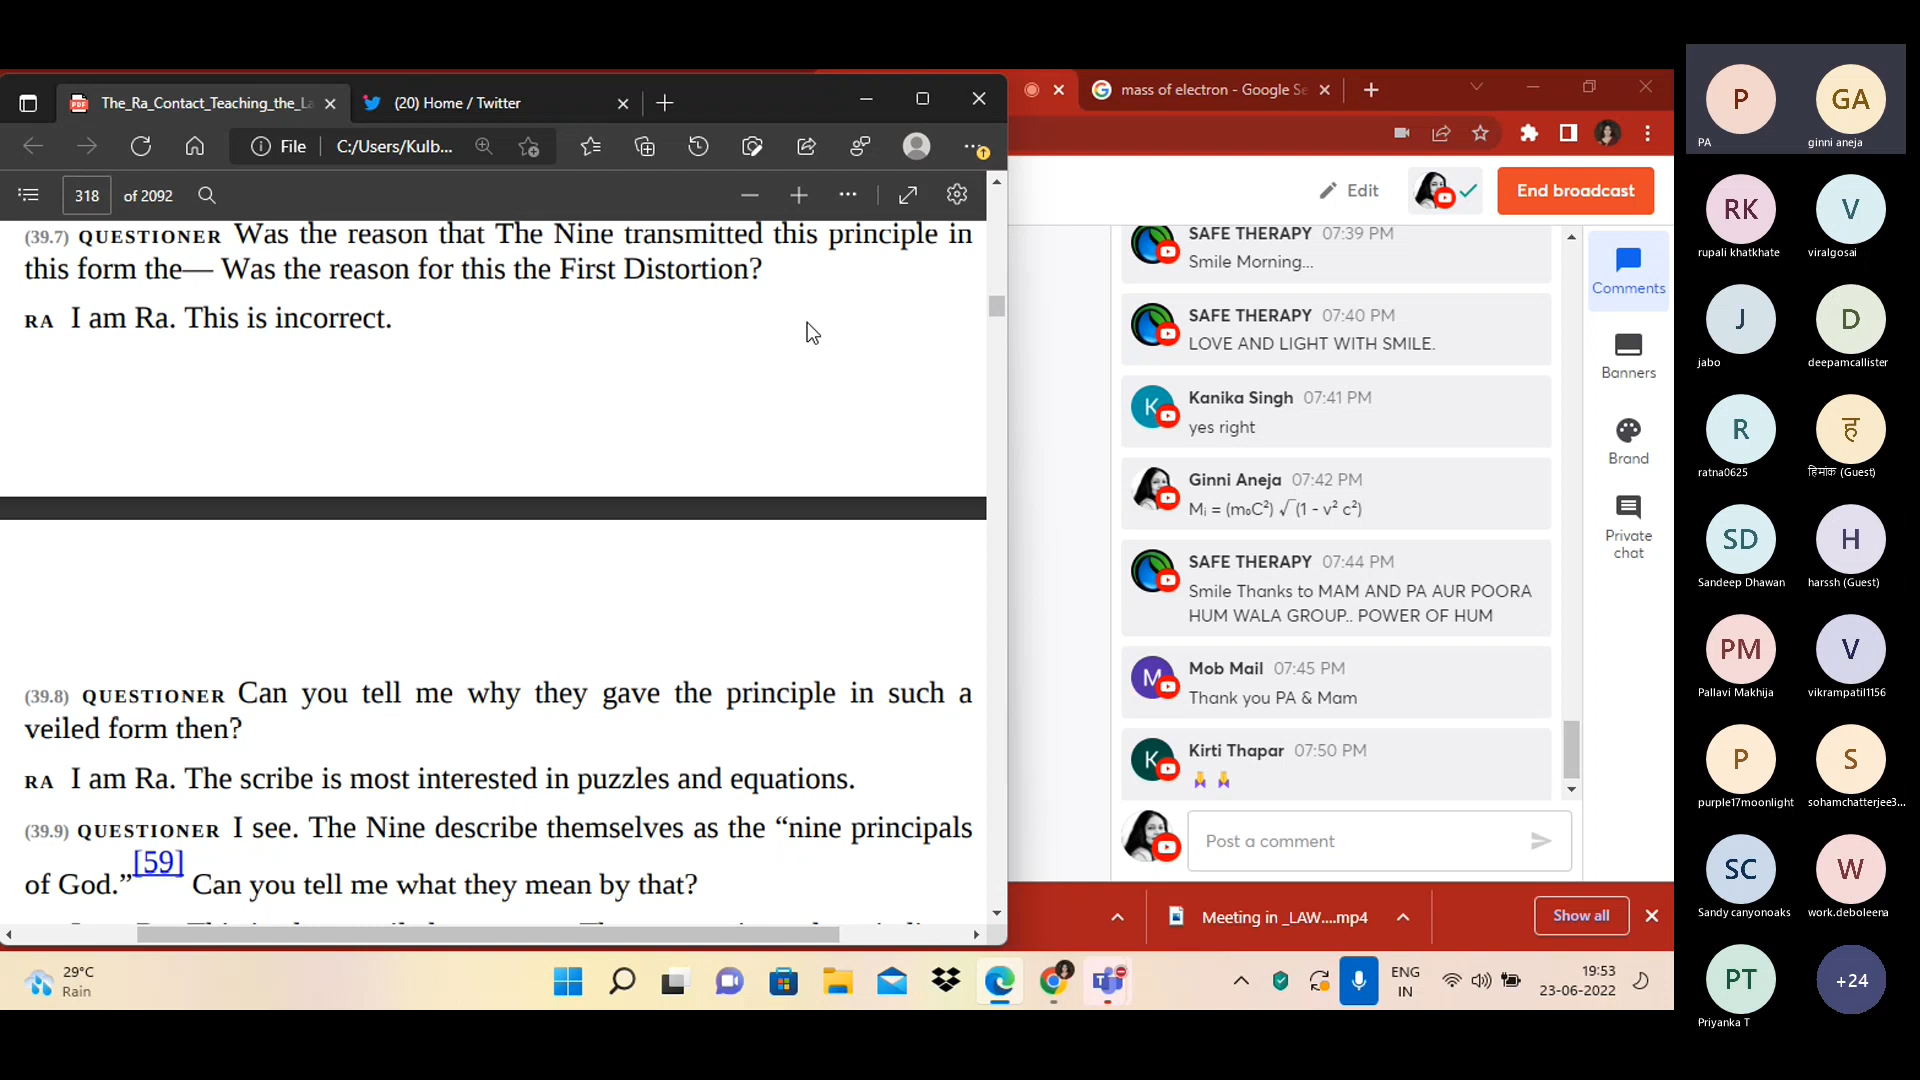 The_Ra_Contact_Teaching_the_La
(20) Home / Twitter
mass of electron - Google Se
File
C:/Users/Kulb...
318 of 2092
(39.7) QUESTIONER Was the reason that The Nine transmitted this principle in
this form the— Was the reason for this the First Distortion?
RA I am Ra. This is incorrect.
(39.8) QUESTIONER Can you tell me why they gave the principle in such a
veiled form then?
RA I am Ra. The scribe is most interested in puzzles and equations.
(39.9) QUESTIONER I see. The Nine describe themselves as the “nine principals
of God.”[59] Can you tell me what they mean by that?
Edit
End broadcast
SAFE THERAPY 07:39 PM
Smile Morning...
SAFE THERAPY 07:40 PM
LOVE AND LIGHT WITH SMILE.
K
Kanika Singh 07:41 PM
yes right
Ginni Aneja 07:42 PM
Mᵢ = (m₀C²) √(1 - v² c²)
SAFE THERAPY 07:44 PM
Smile Thanks to MAM AND PA AUR POORA
HUM WALA GROUP.. POWER OF HUM
M
Mob Mail 07:45 PM
Thank you PA & Mam
K
Kirti Thapar 07:50 PM
Post a comment
Comments
Banners
Brand
Private
chat
Meeting in _LAW....mp4
Show all
29°C
Rain
ENG
IN
19:53
23-06-2022
P
PA
GA
ginni aneja
RK
rupali khatkhate
V
viralgosai
J
jabo
D
deepamcallister
R
ratna0625
ह
हिमांक (Guest)
SD
Sandeep Dhawan
H
harssh (Guest)
PM
Pallavi Makhija
V
vikrampatil1156
P
purple17moonlight
S
sohamchatterjee3...
SC
Sandy canyonoaks
W
work.deboleena
PT
Priyanka T
+24